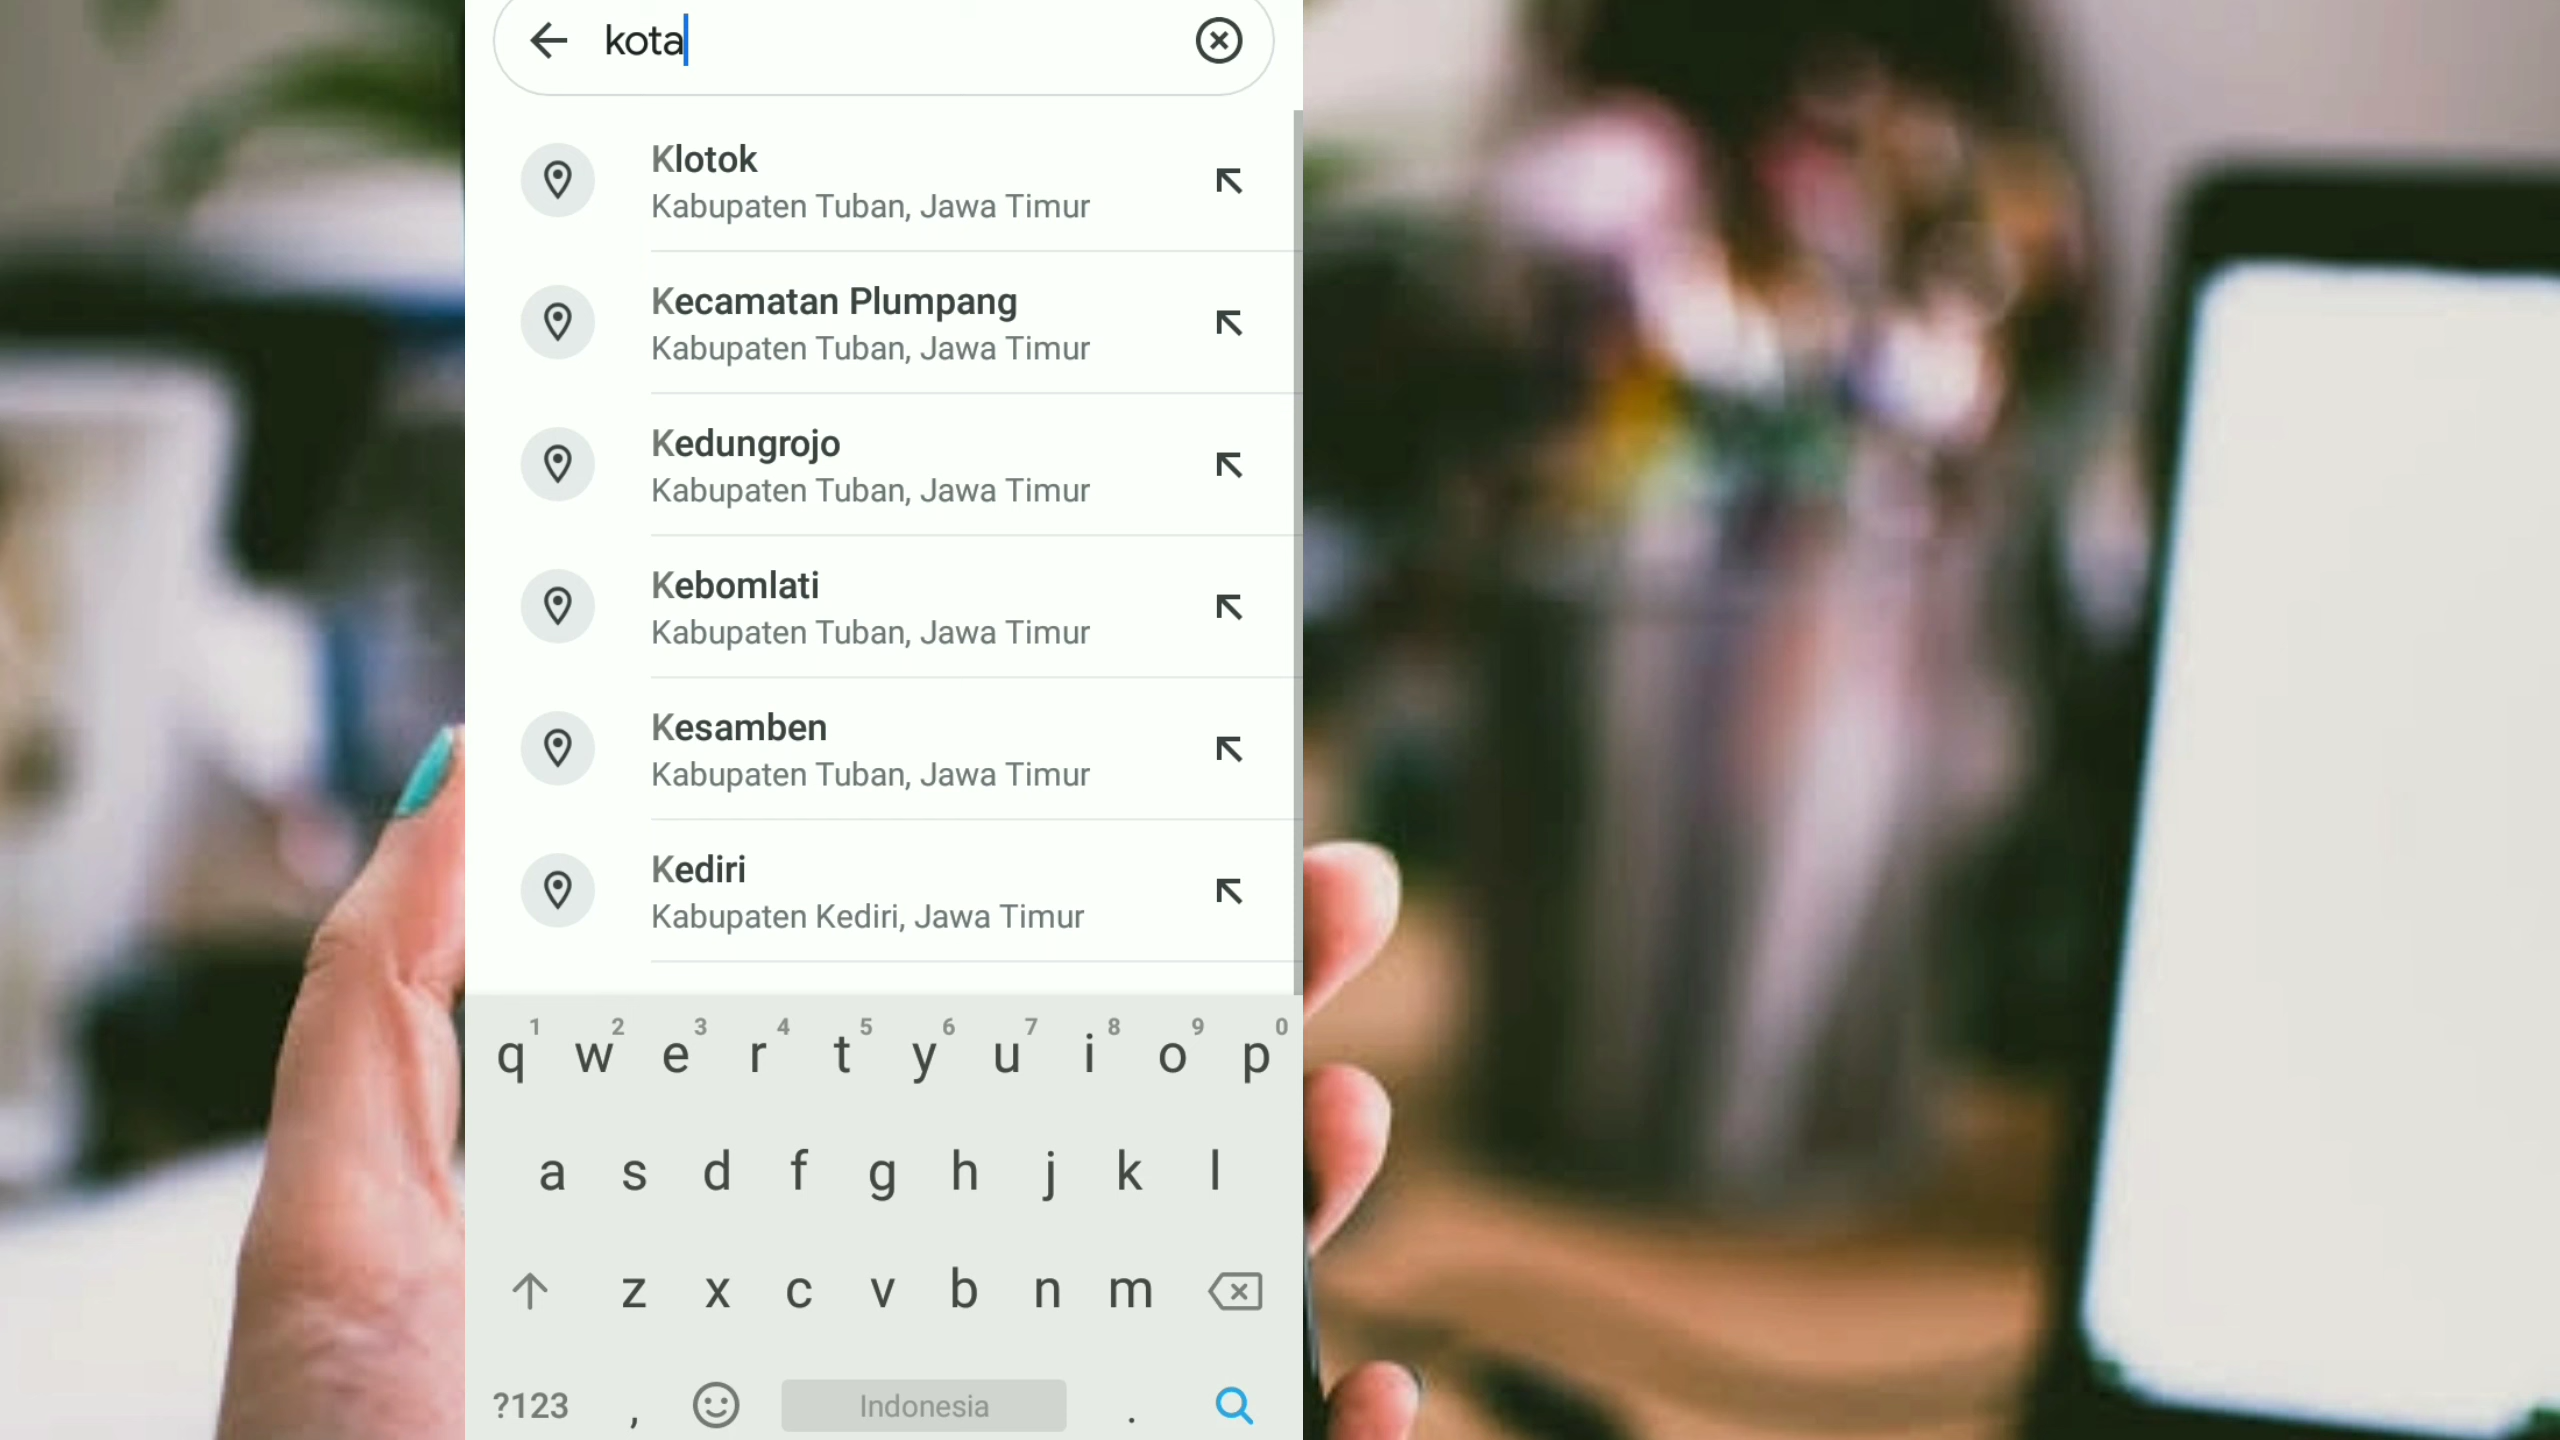 kota
Klotok
Kabupaten Tuban, Jawa Timur
Kecamatan Plumpang
Kabupaten Tuban, Jawa Timur
Kedungrojo
Kabupaten Tuban, Jawa Timur
Kebomlati
Kabupaten Tuban, Jawa Timur
Kesamben
Kabupaten Tuban, Jawa Timur
Kediri
Kabupaten Kediri, Jawa Timur
1 2 3 4 5 6 7 8 9 0
q w e r t y u i o p
a s d f g h j k l
z x c v b n m
?123 , Indonesia .